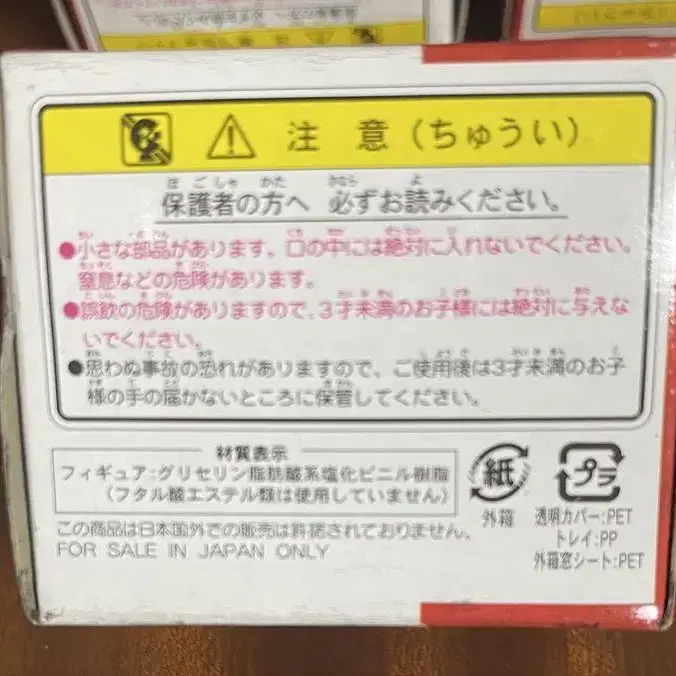 注意(ちゅうい)
保護者の方へ 必ずお読みください。
●小さな部品があります。口の中には絶対に入れないでください。
窒息などの危険があります。
●誤飲の危険がありますので、3才未満のお子様には絶対に与えな
いでください。
●思わぬ事故の恐れがありますので、ご使用後は3才未満のお子
様の手の届かないところに保管してください。
材質表示
フィギュア:グリセリン脂肪酸系塩化ビニル樹脂
(フタル酸エステル類は使用していません)
この商品は日本国外での販売は許諾されておりません。
FOR SALE IN JAPAN ONLY
紙
外箱
プラ
透明カバー:PET
トレイ:PP
外箱窓シート:PET